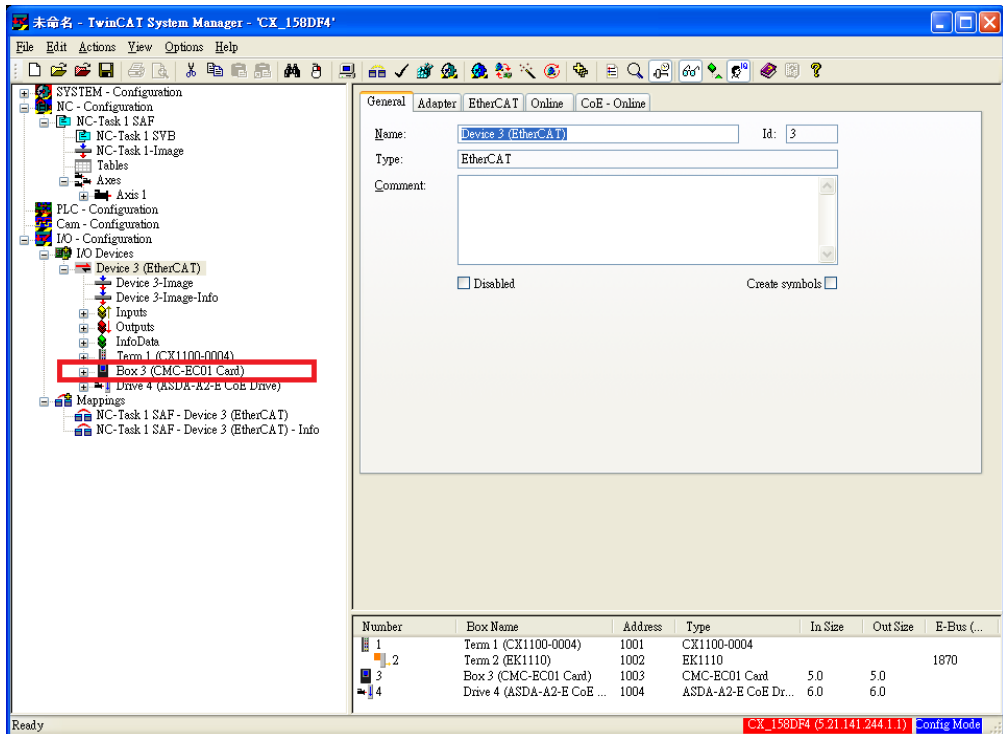 未命名 - TwinCAT System Manager - 'CX_158DF4'
File Edit Actions View Options Help
SYSTEM - Configuration
NC - Configuration
NC-Task 1 SAF
NC-Task 1 SVB
NC-Task 1-Image
Tables
Axes
Axis 1
PLC - Configuration
Cam - Configuration
I/O - Configuration
I/O Devices
Device 3 (EtherCAT)
Device 3-Image
Device 3-Image-Info
Inputs
Outputs
InfoData
Term 1 (CX1100-0004)
Box 3 (CMC-EC01 Card)
Drive 4 (ASDA-A2-E CoE Drive)
Mappings
NC-Task 1 SAF - Device 3 (EtherCAT)
NC-Task 1 SAF - Device 3 (EtherCAT) - Info
General Adapter EtherCAT Online CoE - Online
Name: Device 3 (EtherCAT) Id: 3
Type: EtherCAT
Comment:
Disabled Create symbols
Number Box Name Address Type In Size Out Size E-Bus (...
1 Term 1 (CX1100-0004) 1001 CX1100-0004
2 Term 2 (EK1110) 1002 EK1110 1870
3 Box 3 (CMC-EC01 Card) 1003 CMC-EC01 Card 5.0 5.0
4 Drive 4 (ASDA-A2-E CoE ... 1004 ASDA-A2-E CoE Dr... 6.0 6.0
Ready CX_158DF4 (5.21.141.244.1.1) Config Mode